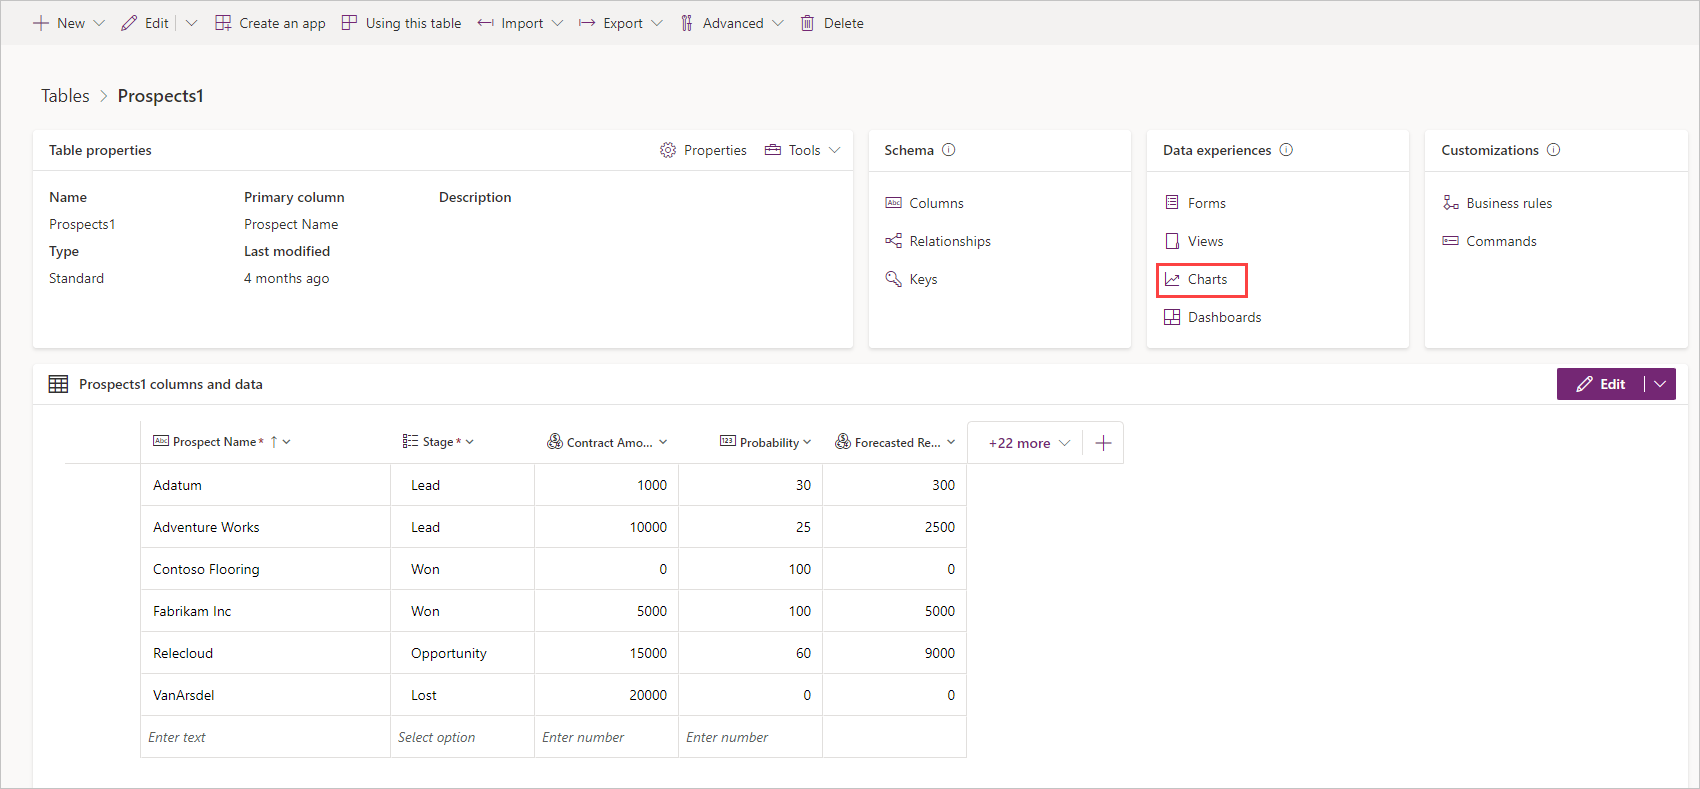 New Edit Create an app Using this table Import Export Advanced Delete
Tables > Prospects1
Table properties Properties Tools
Name Primary column Description
Prospects1 Prospect Name
Type Last modified
Standard 4 months ago
Schema
Abc Columns
Relationships
Keys
Data experiences
Forms
Views
Charts
Dashboards
Customizations
Business rules
Commands
Prospects1 columns and data Edit
Abc Prospect Name * ↑ Stage * Contract Amo... 123 Probability Forecasted Re... +22 more
Adatum Lead 1000 30 300
Adventure Works Lead 10000 25 2500
Contoso Flooring Won 0 100 0
Fabrikam Inc Won 5000 100 5000
Relecloud Opportunity 15000 60 9000
VanArsdel Lost 20000 0 0
Enter text Select option Enter number Enter number